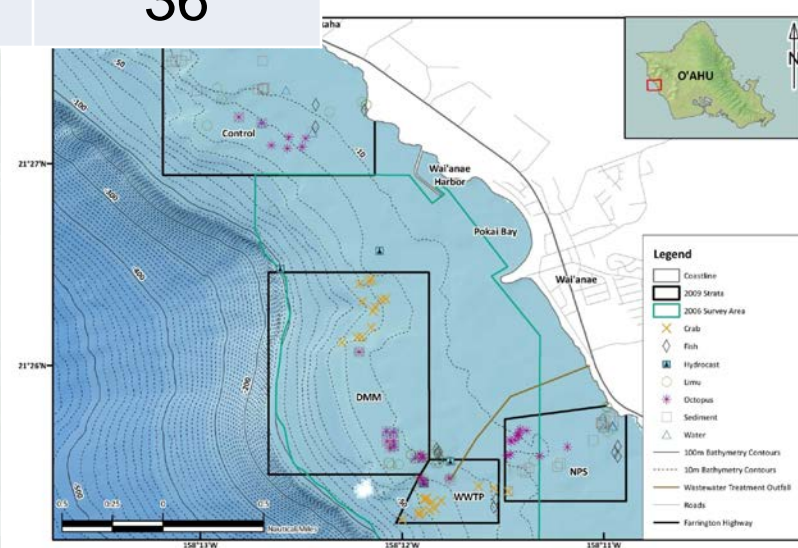 36
aha
O'AHU
N
-50
-100
Control
-10
21°27'N
Wai'anae
Harbor
-300
Pokai Bay
-400
Wai'anae
Legend
Coastline
2009 Strata
2006 Survey Area
Crab
Fish
Hydrocast
Limu
Octopus
Sediment
Water
100m Bathymetry Contours
10m Bathymetry Contours
Wastewater Treatment Outfall
Roads
Farrington Highway
21°26'N
-200
DMM
NPS
WWTP
-500
0.5 0.25 0 0.5
Nautical Miles
158°13'W 158°12'W 158°11'W